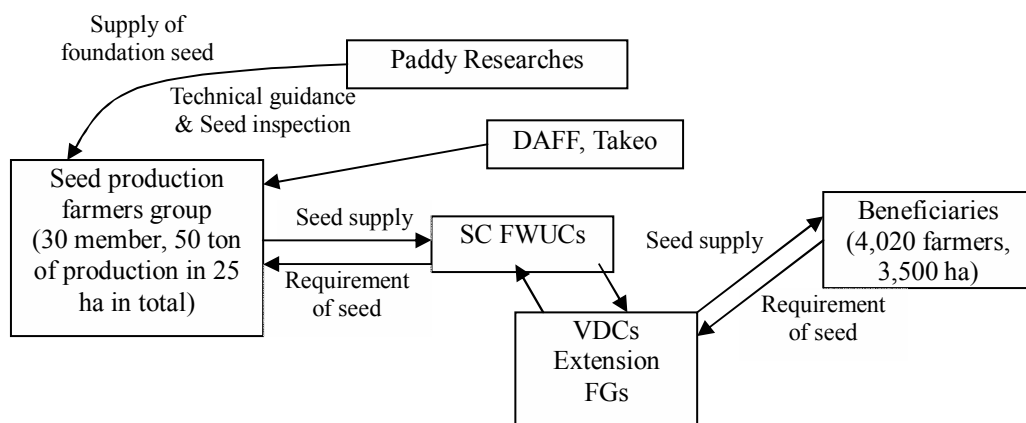 Supply of
foundation seed
Paddy Researches
Technical guidance
& Seed inspection
DAFF, Takeo
Seed production
farmers group
(30 member, 50 ton
of production in 25
ha in total)
Seed supply
Requirement
of seed
SC FWUCs
VDCs
Extension
FGs
Seed supply
Requirement
of seed
Beneficiaries
(4,020 farmers,
3,500 ha)